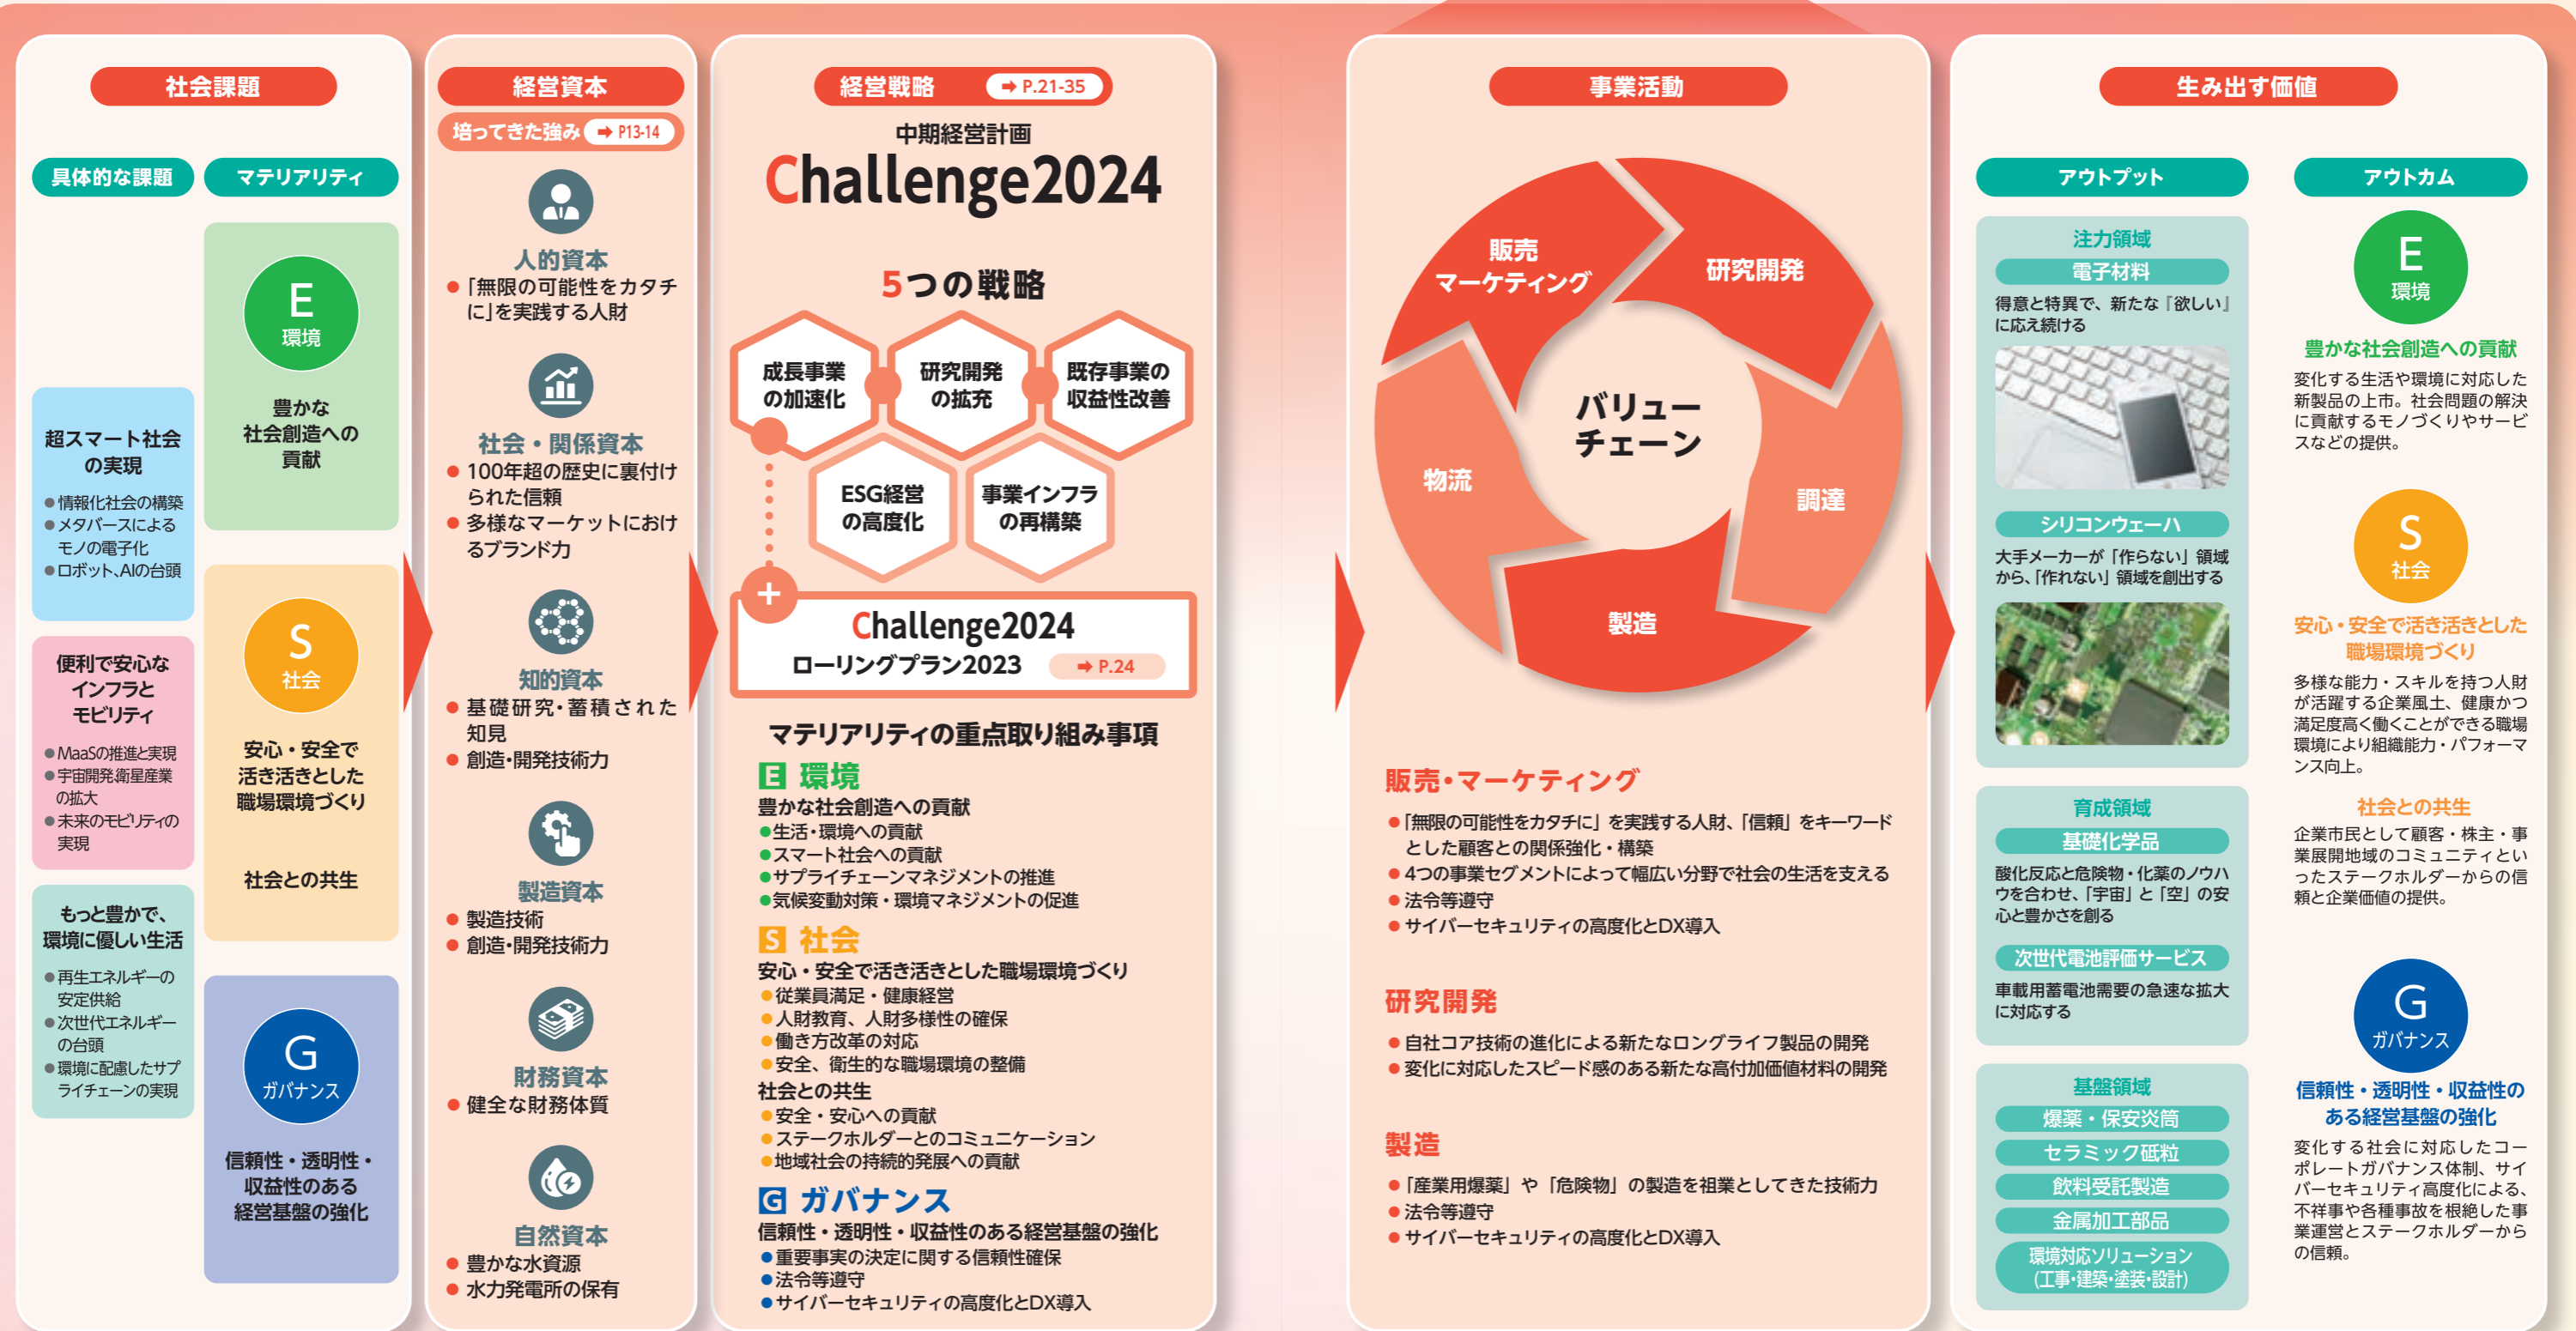 社会課題
具体的な課題
マテリアリティ
超スマート社会
の実現
●情報化社会の構築
●メタバースによる
モノの電子化
●ロボット、AIの台頭
便利で安心な
インフラと
モビリティ
●MaaSの推進と実現
●宇宙開発、衛星産業
の拡大
●未来のモビリティの
実現
もっと豊かで、
環境に優しい生活
●再生エネルギーの
安定供給
●次世代エネルギー
の台頭
●環境に配慮したサプ
ライチェーンの実現
E
環境
豊かな
社会創造への
貢献
S
社会
安心・安全で
活き活きとした
職場環境づくり
社会との共生
G
ガバナンス
信頼性・透明性・
収益性のある
経営基盤の強化
経営資本
培ってきた強み ➡ P13-14
人的資本
●「無限の可能性をカタチ
に」を実践する人財
社会・関係資本
●100年超の歴史に裏付け
られた信頼
●多様なマーケットにおけ
るブランド力
知的資本
●基礎研究・蓄積された
知見
●創造・開発技術力
製造資本
●製造技術
●創造・開発技術力
財務資本
●健全な財務体質
自然資本
●豊かな水資源
●水力発電所の保有
経営戦略 ➡ P.21-35
中期経営計画
Challenge2024
5つの戦略
成長事業
の加速化
研究開発
の拡充
既存事業の
収益性改善
ESG経営
の高度化
事業インフラ
の再構築
+
Challenge2024
ローリングプラン2023 ➡ P.24
マテリアリティの重点取り組み事項
E 環境
豊かな社会創造への貢献
●生活・環境への貢献
●スマート社会への貢献
●サプライチェーンマネジメントの推進
●気候変動対策・環境マネジメントの促進
S 社会
安心・安全で活き活きとした職場環境づくり
●従業員満足・健康経営
●人財教育、人財多様性の確保
●働き方改革の対応
●安全、衛生的な職場環境の整備
社会との共生
●安全・安心への貢献
●ステークホルダーとのコミュニケーション
●地域社会の持続的発展への貢献
G ガバナンス
信頼性・透明性・収益性のある経営基盤の強化
●重要事実の決定に関する信頼性確保
●法令等遵守
●サイバーセキュリティの高度化とDX導入
事業活動
販売
マーケティング
研究開発
調達
製造
物流
バリュー
チェーン
販売・マーケティング
●「無限の可能性をカタチに」を実践する人財、「信頼」をキーワード
とした顧客との関係強化・構築
●4つの事業セグメントによって幅広い分野で社会の生活を支える
●法令等遵守
●サイバーセキュリティの高度化とDX導入
研究開発
●自社コア技術の進化による新たなロングライフ製品の開発
●変化に対応したスピード感のある新たな高付加価値材料の開発
製造
●「産業用爆薬」や「危険物」の製造を祖業としてきた技術力
●法令等遵守
●サイバーセキュリティの高度化とDX導入
生み出す価値
アウトプット
注力領域
電子材料
得意と特異で、新たな『欲しい』
に応え続ける
シリコンウェーハ
大手メーカーが「作らない」領域
から、「作れない」領域を創出する
育成領域
基礎化学品
酸化反応と危険物・化薬のノウハ
ウを合わせ、「宇宙」と「空」の安
心と豊かさを創る
次世代電池評価サービス
車載用蓄電池需要の急速な拡大
に対応する
基盤領域
爆薬・保安炎筒
セラミック砥粒
飲料受託製造
金属加工部品
環境対応ソリューション
(工事・建築・塗装・設計)
アウトカム
E
環境
豊かな社会創造への貢献
変化する生活や環境に対応した
新製品の上市。社会問題の解決
に貢献するモノづくりやサービ
スなどの提供。
S
社会
安心・安全で活き活きとした
職場環境づくり
多様な能力・スキルを持つ人財
が活躍する企業風土、健康かつ
満足度高く働くことができる職場
環境により組織能力・パフォーマ
ンス向上。
社会との共生
企業市民として顧客・株主・事
業展開地域のコミュニティとい
ったステークホルダーからの信
頼と企業価値の提供。
G
ガバナンス
信頼性・透明性・収益性の
ある経営基盤の強化
変化する社会に対応したコー
ポレートガバナンス体制、サイ
バーセキュリティ高度化による、
不祥事や各種事故を根絶した事
業運営とステークホルダーから
の信頼。